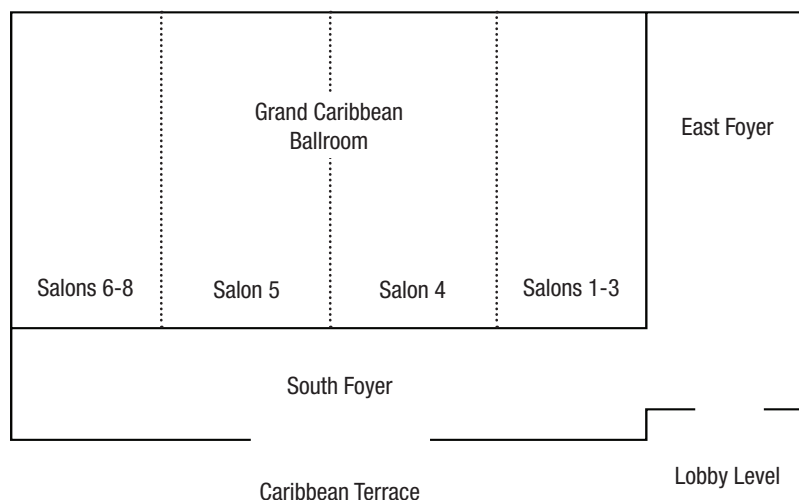 Grand Caribbean
Ballroom
East Foyer
Salons 6-8
Salon 5
Salon 4
Salons 1-3
South Foyer
Lobby Level
Caribbean Terrace